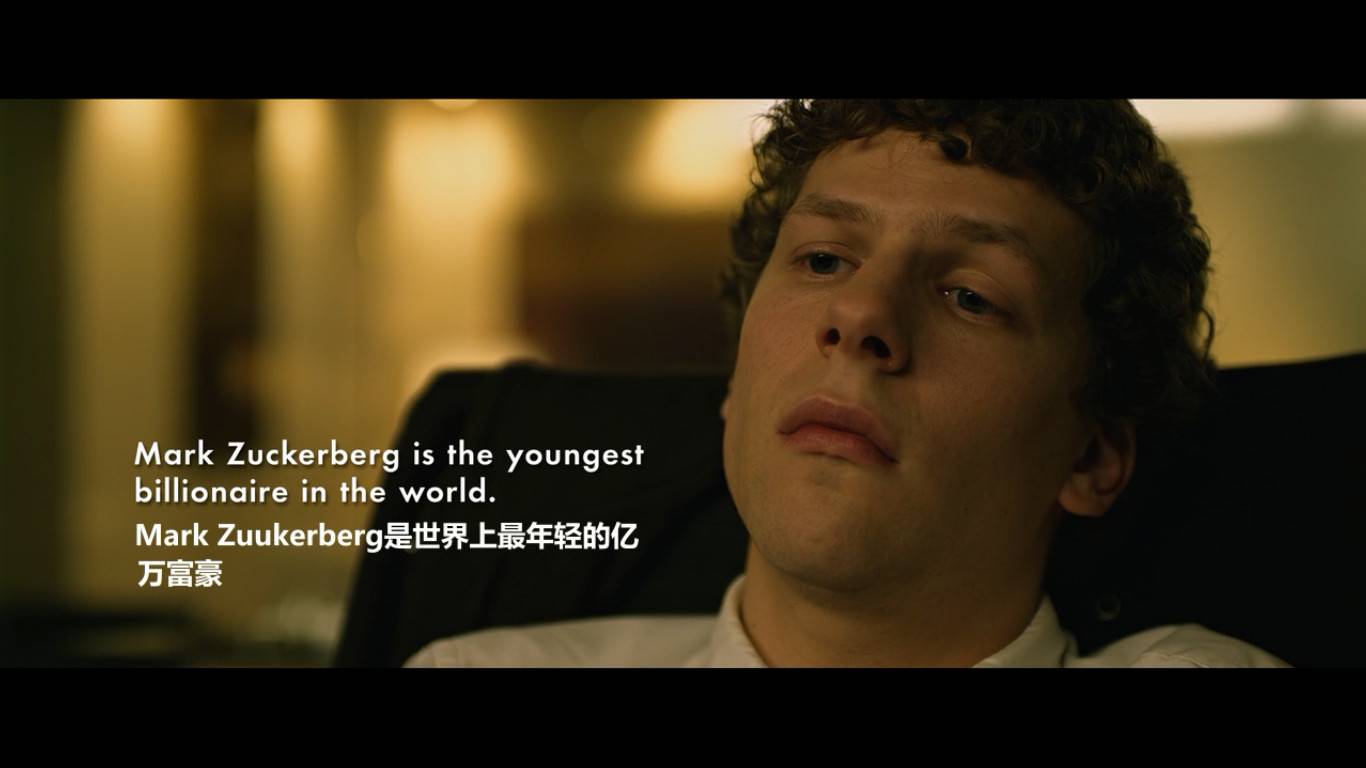 Mark Zuckerberg is the youngest
billionaire in the world.
Mark Zuukerberg是世界上最年轻的亿
万富豪